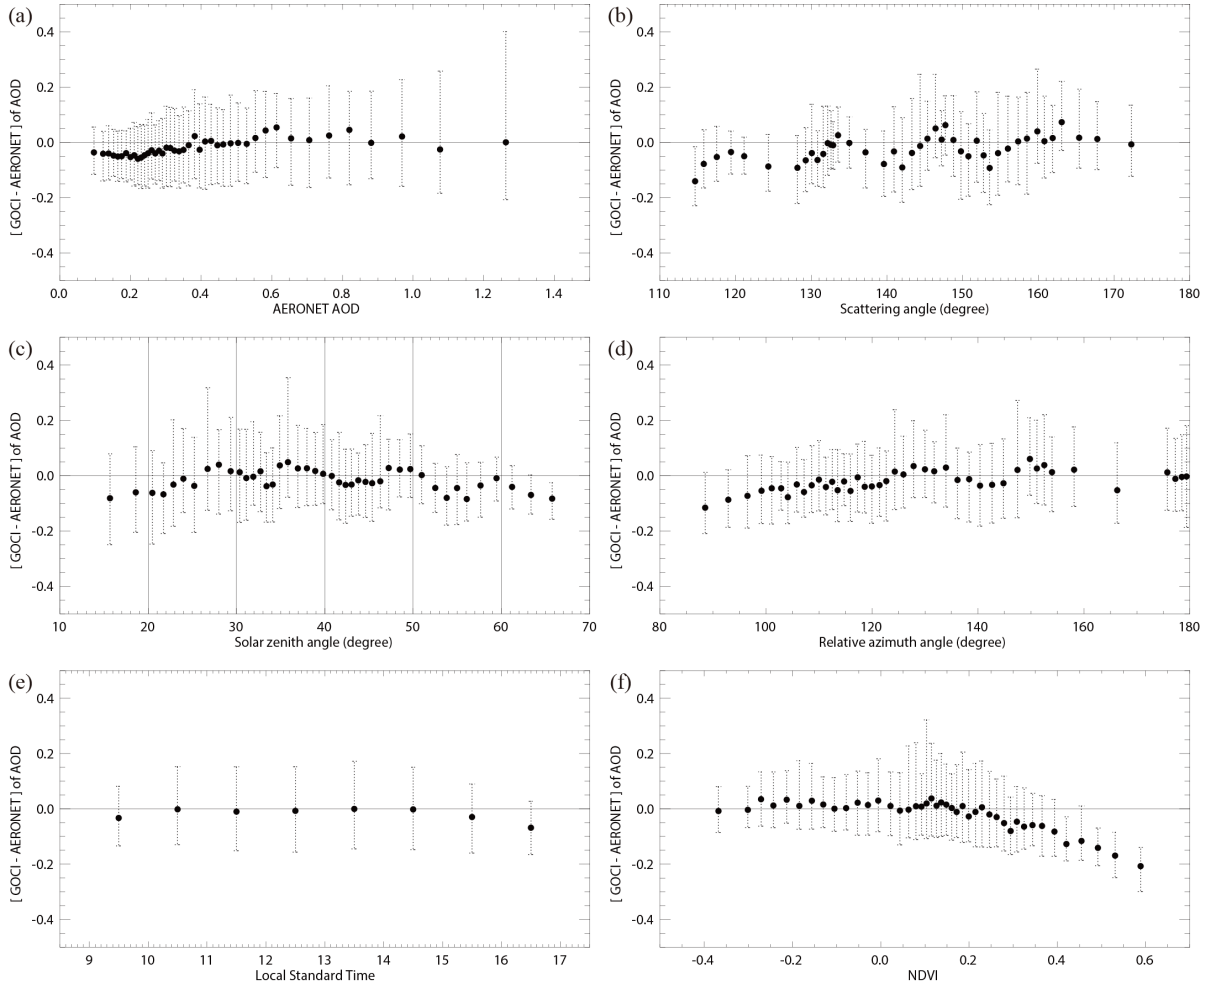 (a)
[ GOCI - AERONET ] of AOD
0.4
0.2
0.0
-0.2
-0.4
0.0 0.2 0.4 0.6 0.8 1.0 1.2 1.4
AERONET AOD
(b)
[ GOCI - AERONET ] of AOD
0.4
0.2
0.0
-0.2
-0.4
110 120 130 140 150 160 170 180
Scattering angle (degree)
(c)
[ GOCI - AERONET ] of AOD
0.4
0.2
0.0
-0.2
-0.4
10 20 30 40 50 60 70
Solar zenith angle (degree)
(d)
[ GOCI - AERONET ] of AOD
0.4
0.2
0.0
-0.2
-0.4
80 100 120 140 160 180
Relative azimuth angle (degree)
(e)
[ GOCI - AERONET ] of AOD
0.4
0.2
0.0
-0.2
-0.4
9 10 11 12 13 14 15 16 17
Local Standard Time
(f)
[ GOCI - AERONET ] of AOD
0.4
0.2
0.0
-0.2
-0.4
-0.4 -0.2 0.0 0.2 0.4 0.6
NDVI